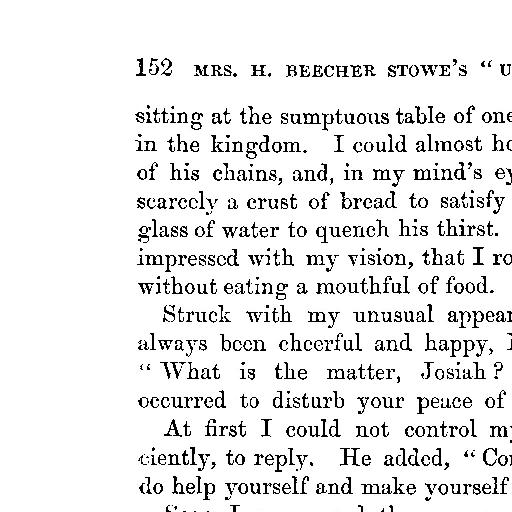 152 MRS. H. BEECHER STOWE'S "U
sitting at the sumptuous table of one
in the kingdom. I could almost he
of his chains, and, in my mind's ey
scarcely a crust of bread to satisfy
glass of water to quench his thirst.
impressed with my vision, that I ro
without eating a mouthful of food.
Struck with my unusual appear
always been cheerful and happy,
"What is the matter, Josiah?
occurred to disturb your peace of
At first I could not control my
ciently, to reply. He added, "Co
do help yourself and make yourself